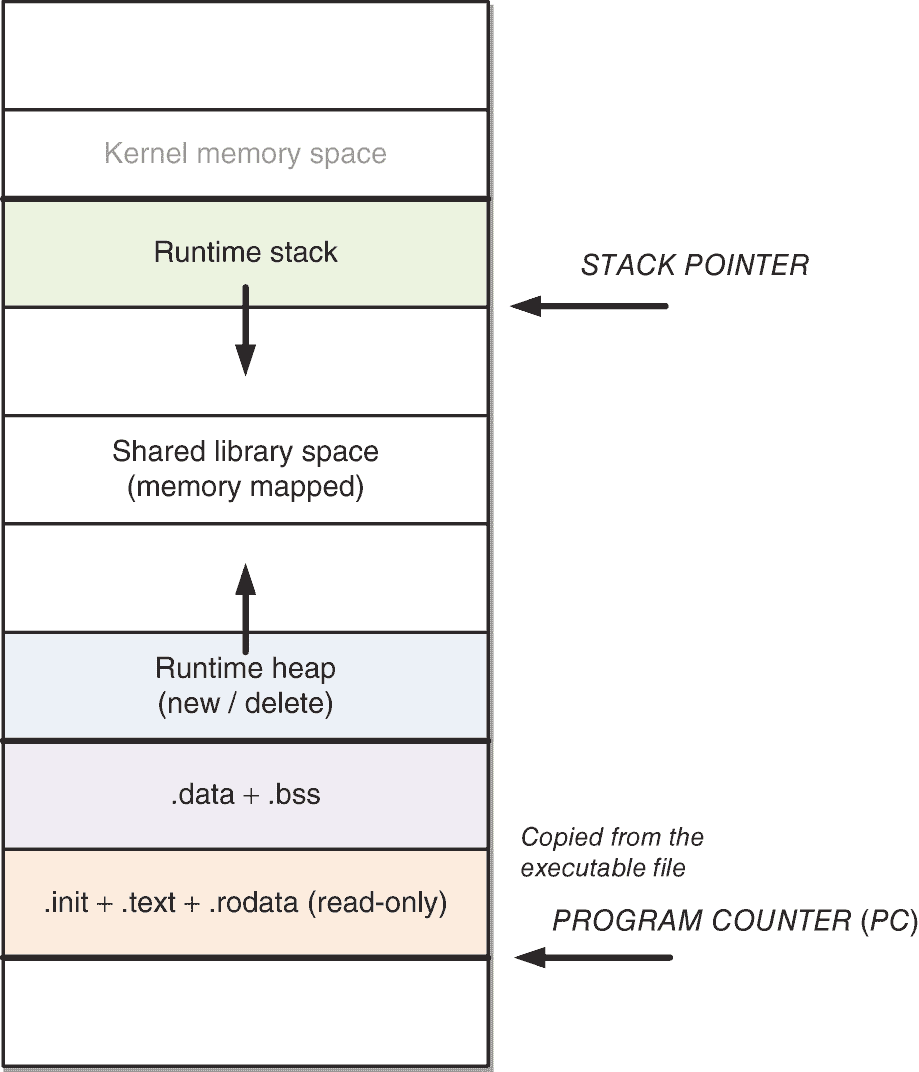 Kernel memory space
Runtime stack
STACK POINTER
Shared library space
(memory mapped)
Runtime heap
(new / delete)
.data + .bss
Copied from the
executable file
.init + .text + .rodata (read-only)
PROGRAM COUNTER (PC)